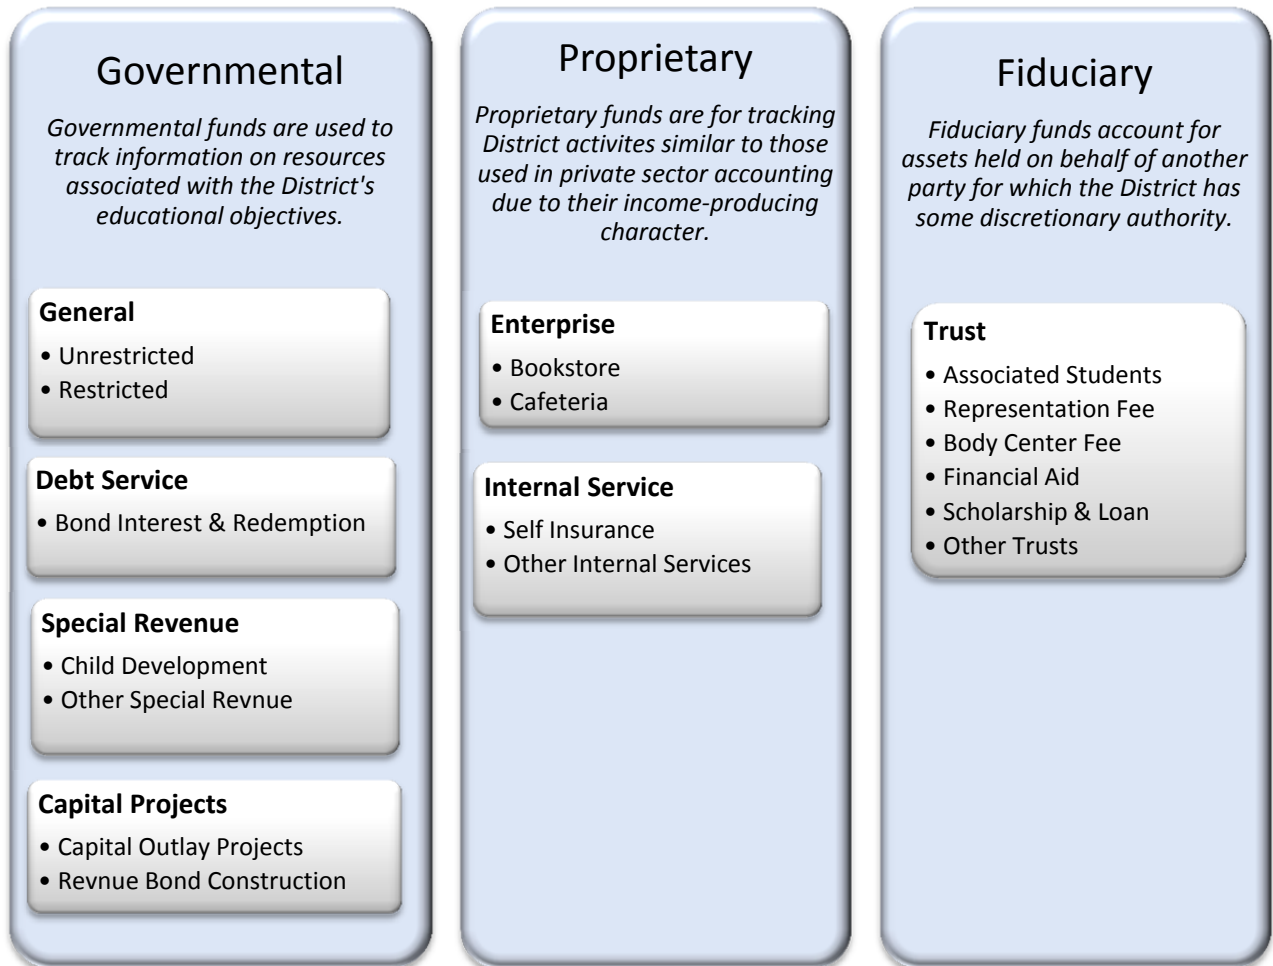 Governmental
Governmental funds are used to
track information on resources
associated with the District's
educational objectives.
General
• Unrestricted
• Restricted
Debt Service
• Bond Interest & Redemption
Special Revenue
• Child Development
• Other Special Revnue
Capital Projects
• Capital Outlay Projects
• Revnue Bond Construction
Proprietary
Proprietary funds are for tracking
District activites similar to those
used in private sector accounting
due to their income-producing
character.
Enterprise
• Bookstore
• Cafeteria
Internal Service
• Self Insurance
• Other Internal Services
Fiduciary
Fiduciary funds account for
assets held on behalf of another
party for which the District has
some discretionary authority.
Trust
• Associated Students
• Representation Fee
• Body Center Fee
• Financial Aid
• Scholarship & Loan
• Other Trusts